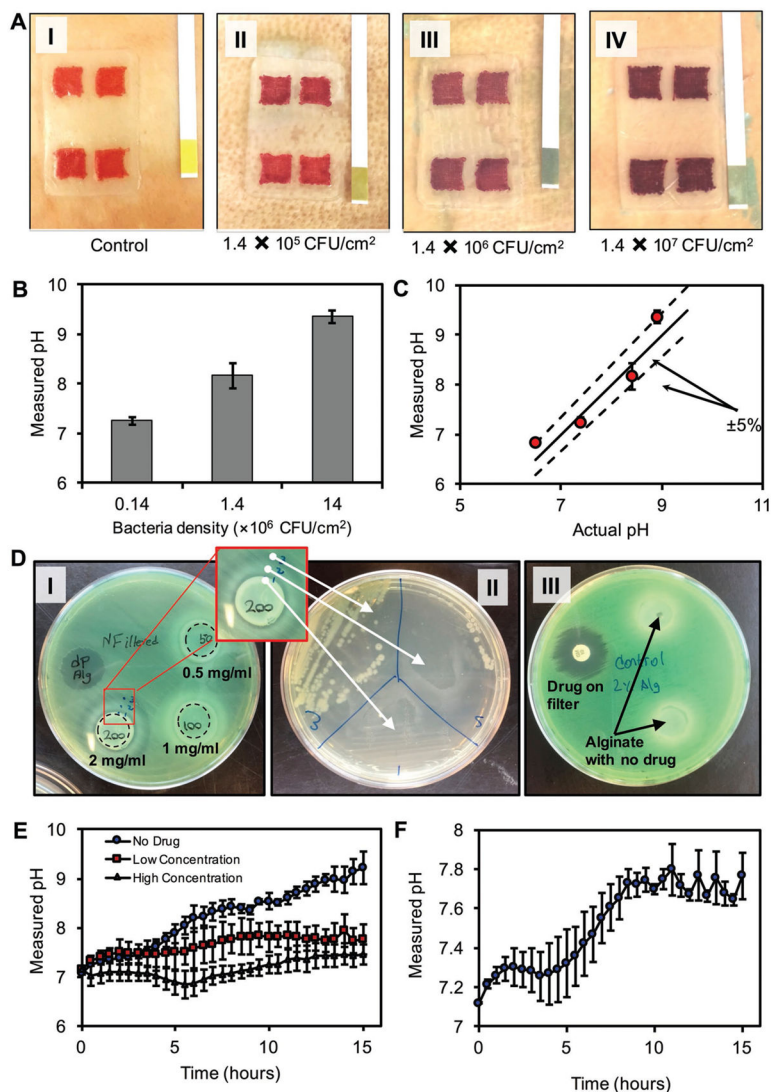 A
I
II
III
IV
Control
1.4 × 10⁵ CFU/cm²
1.4 × 10⁶ CFU/cm²
1.4 × 10⁷ CFU/cm²
B
Measured pH
10
9
8
7
6
0.14
1.4
14
Bacteria density (×10⁶ CFU/cm²)
C
Measured pH
10
9
8
7
6
±5%
5
7
9
11
Actual pH
D
I
NFiltered
dP
Alg
50
0.5 mg/ml
200
2 mg/ml
100
1 mg/ml
200
II
3
1
III
Control
2% Alg
Drug on
filter
Alginate
with no drug
E
Measured pH
10
9
8
7
6
No Drug
Low Concentration
High Concentration
0
5
10
15
Time (hours)
F
Measured pH
7.8
7.6
7.4
7.2
7
0
5
10
15
Time (hours)